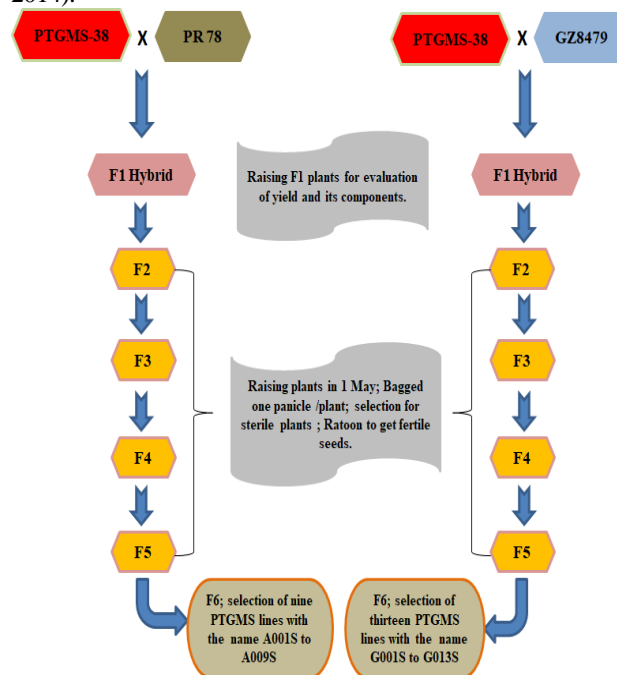 2014).
PTGMS-38 X PR 78
PTGMS-38 X GZ8479
F1 Hybrid
Raising F1 plants for evaluation
of yield and its components.
F1 Hybrid
F2
F2
F3
F3
Raising plants in 1 May; Bagged
one panicle /plant; selection for
sterile plants ; Ratoon to get fertile
seeds.
F4
F4
F5
F5
F6; selection of nine
PTGMS lines with
the name A001S to
A009S
F6; selection of
thirteen PTGMS
lines with the name
G001S to G013S